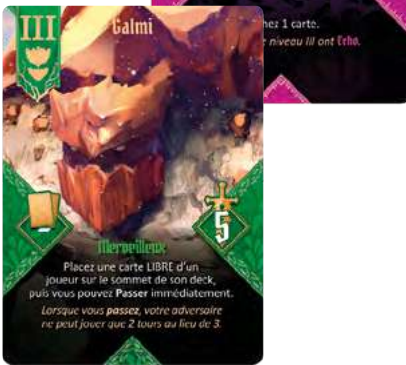 III
Galmi
5
Merveilleux
Placez une carte LIBRE d'un
joueur sur le sommet de son deck,
puis vous pouvez Passer immédiatement.
Lorsque vous passez, votre adversaire
ne peut jouer que 2 tours au lieu de 3.
hez 1 carte.
e niveau III ont Echo.